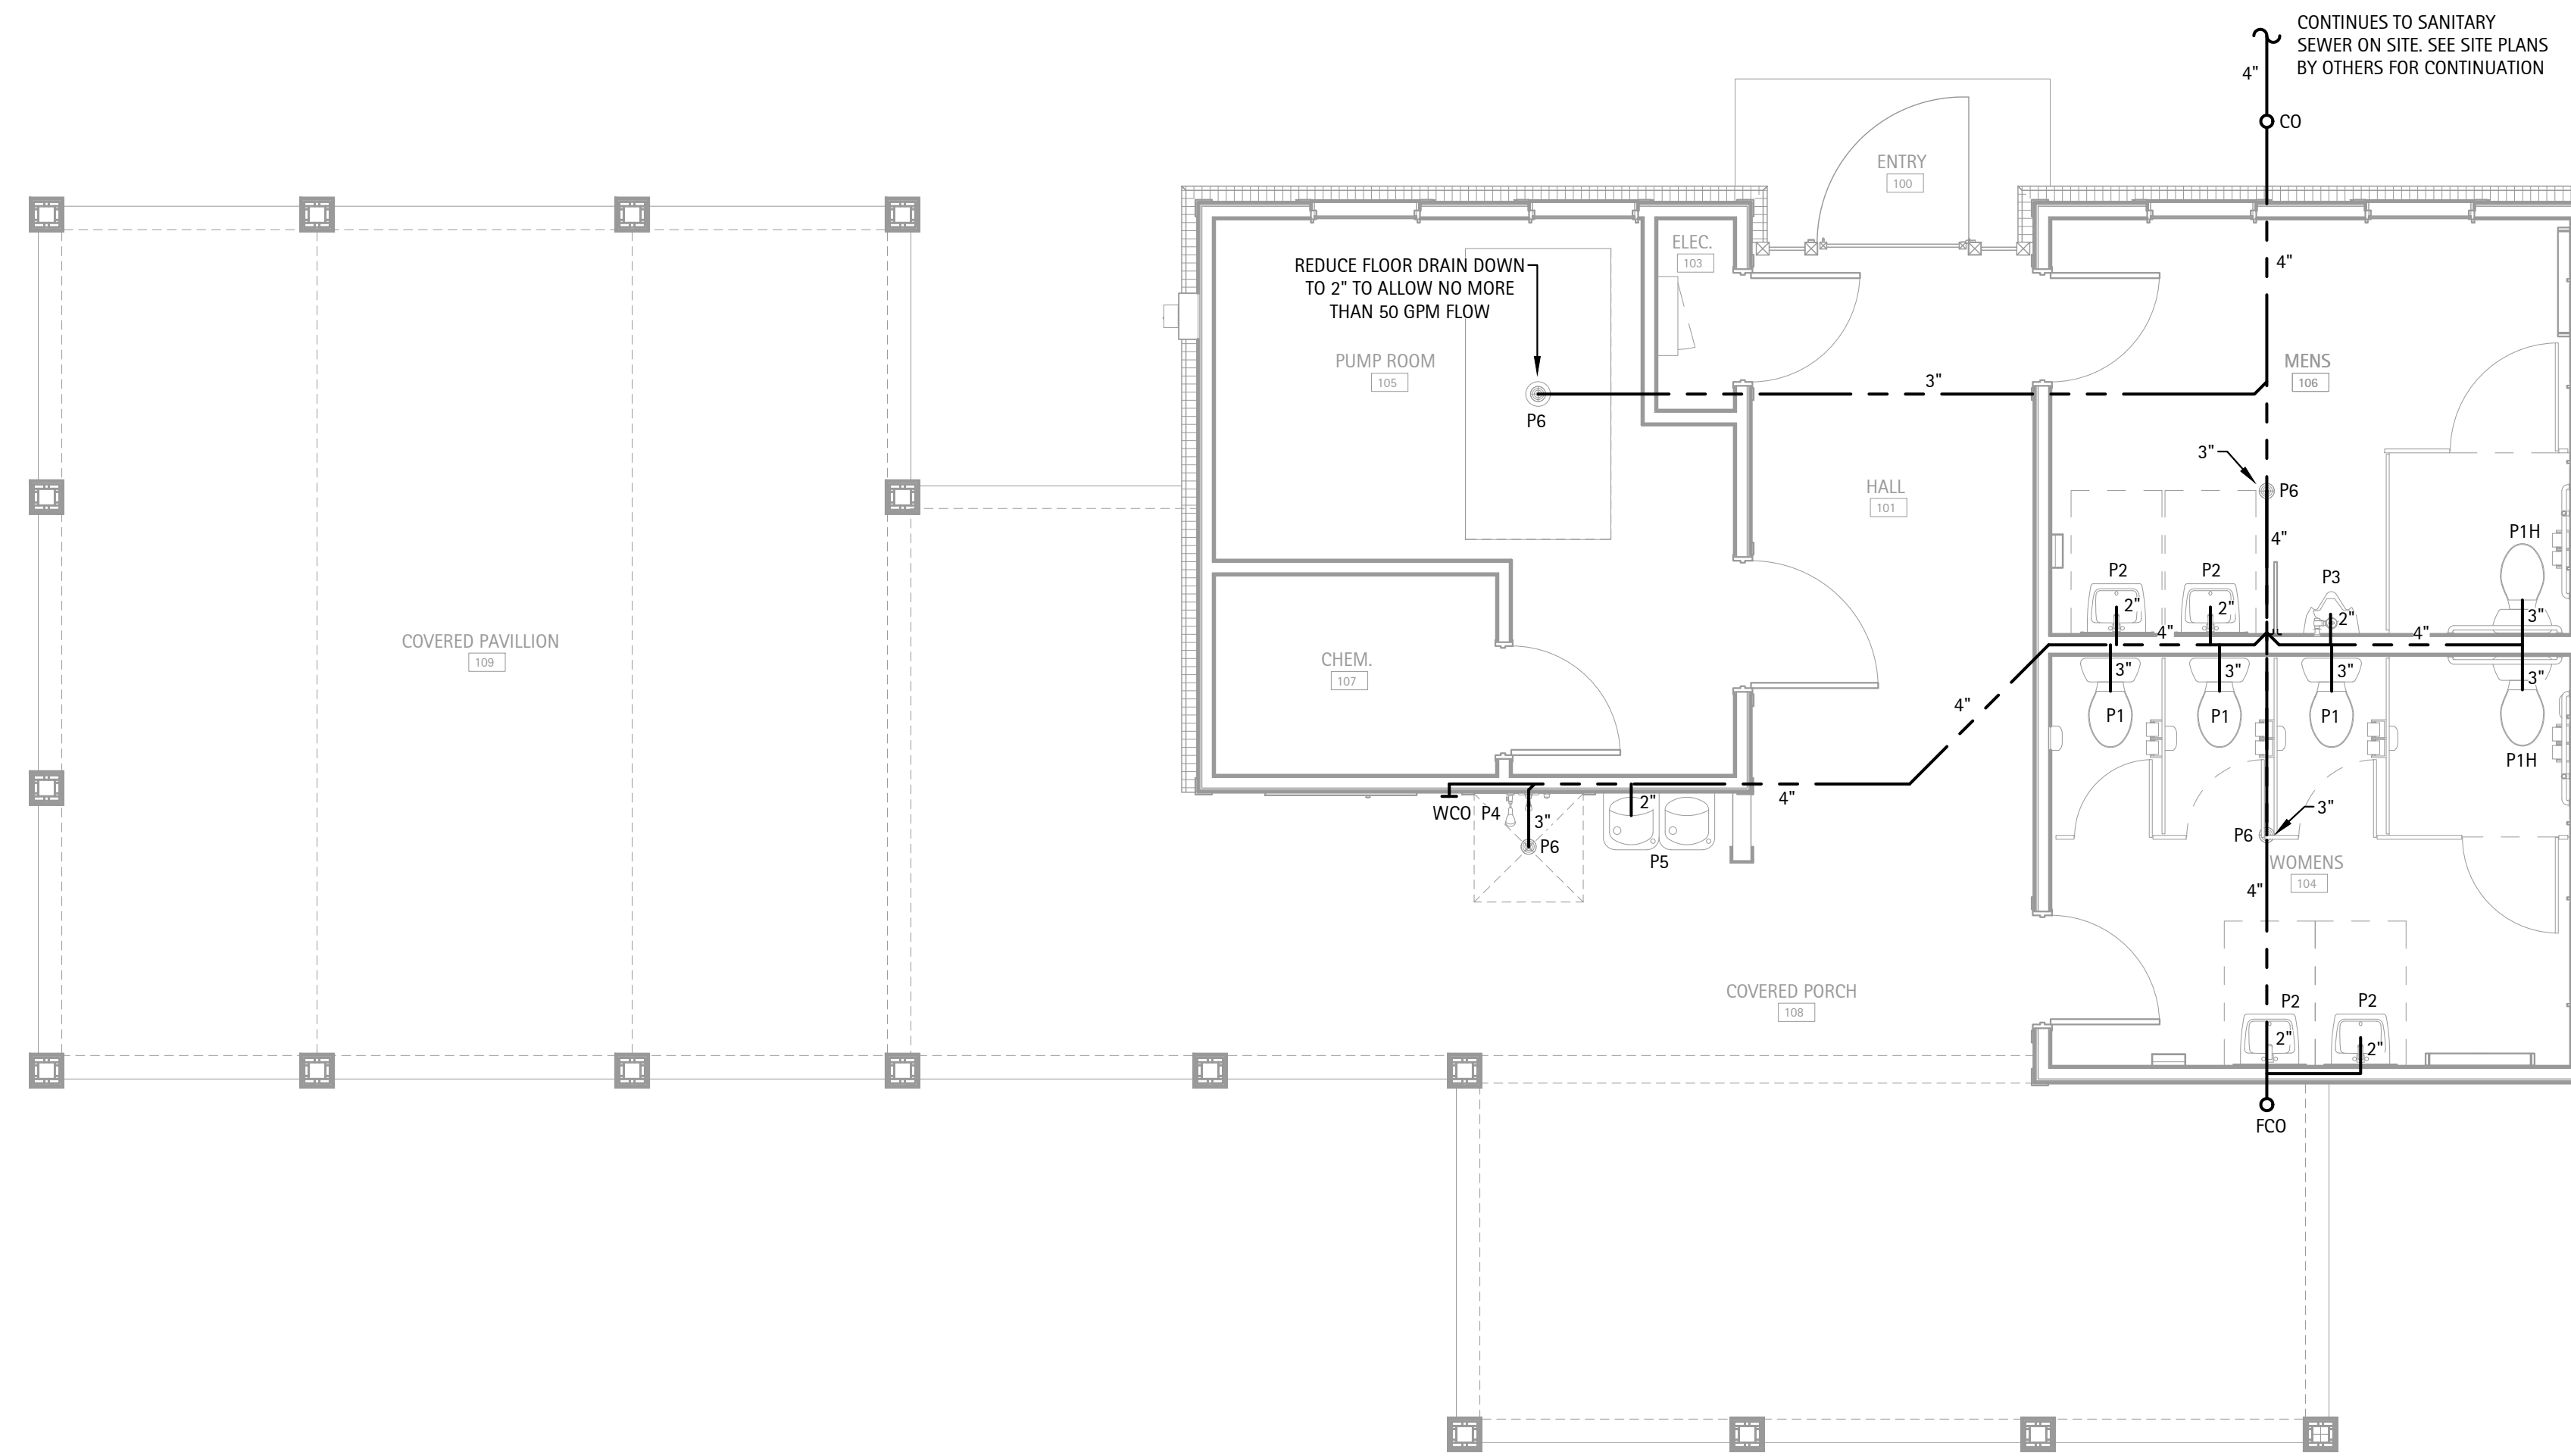 CONTINUES TO SANITARY
SEWER ON SITE. SEE SITE PLANS
BY OTHERS FOR CONTINUATION
4"
CO
ENTRY
100
ELEC.
103
4"
REDUCE FLOOR DRAIN DOWN
TO 2" TO ALLOW NO MORE
THAN 50 GPM FLOW
PUMP ROOM
105
3"
MENS
106
P6
3"
P6
HALL
101
4"
P1H
P2
P2
P3
2"
2"
2"
3"
4"
4"
COVERED PAVILLION
109
CHEM.
107
3"
3"
3"
3"
4"
P1
P1
P1
P1H
4"
WCO
P4
3"
P6
2"
P5
3"
P6
WOMENS
104
4"
COVERED PORCH
108
P2
P2
2"
2"
FCO